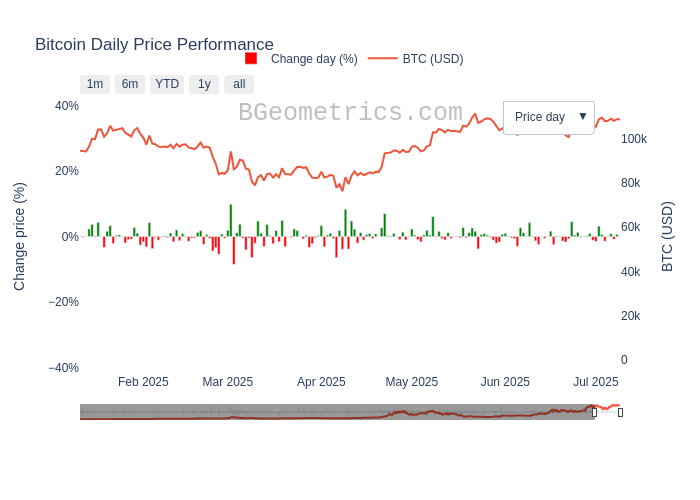 Bitcoin Daily Price Performance
Change day (%) BTC (USD)
1m 6m YTD 1y all
BGeometrics.com
Price day ▼
40%
20%
0%
−20%
−40%
Change price (%)
100k
80k
60k
40k
20k
0
BTC (USD)
Feb 2025 Mar 2025 Apr 2025 May 2025 Jun 2025 Jul 2025